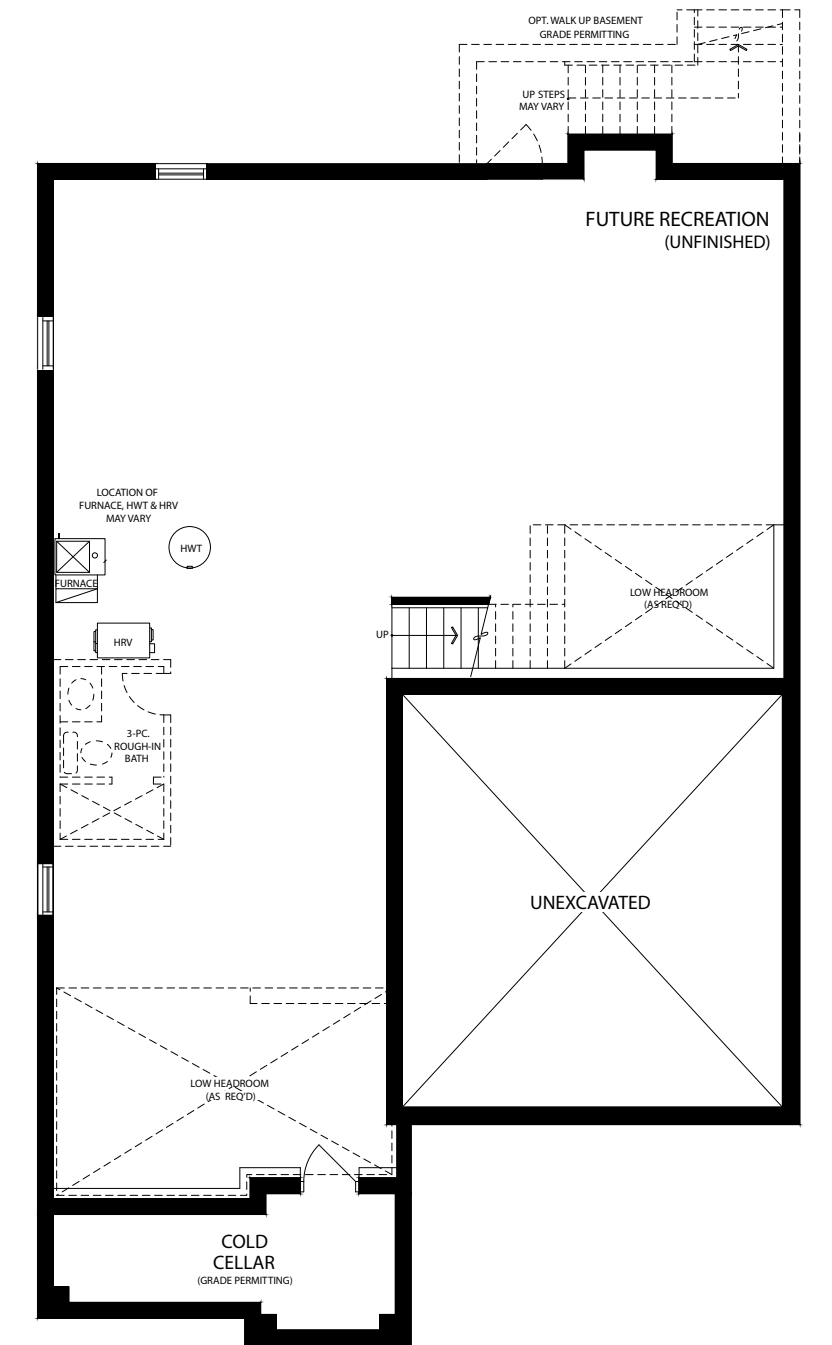 OPT. WALK UP BASEMENT
GRADE PERMITTING
UP STEPS
MAY VARY
FUTURE RECREATION
(UNFINISHED)
LOCATION OF
FURNACE, HWT & HRV
MAY VARY
HWT
FURNACE
LOW HEADROOM
(AS REQ'D)
UP
HRV
3-PC.
ROUGH-IN
BATH
UNEXCAVATED
LOW HEADROOM
(AS REQ'D)
COLD
CELLAR
(GRADE PERMITTING)